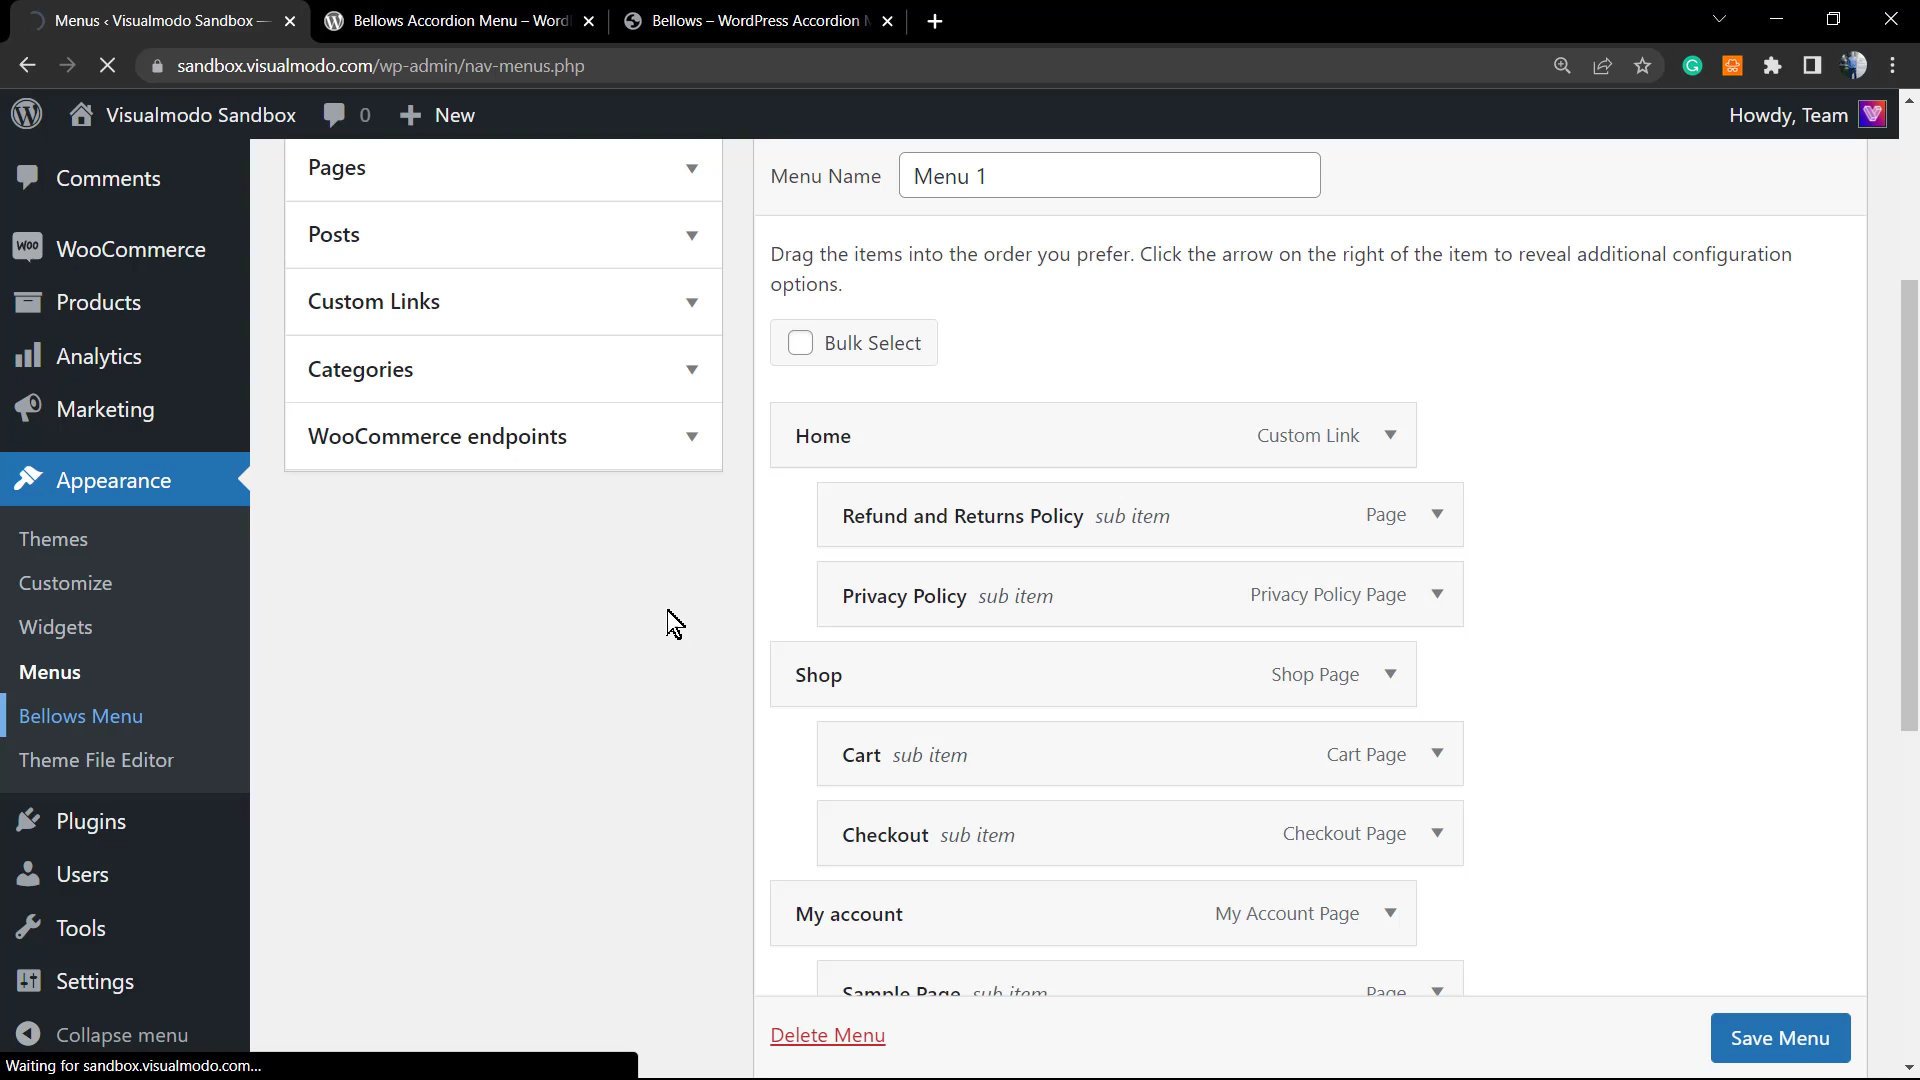 Menus ‹ Visualmodo Sandbox —
Bellows Accordion Menu – Word
Bellows – WordPress Accordion
sandbox.visualmodo.com/wp-admin/nav-menus.php
Visualmodo Sandbox
0
New
Howdy, Team
Comments
WooCommerce
Products
Analytics
Marketing
Appearance
Themes
Customize
Widgets
Menus
Bellows Menu
Theme File Editor
Plugins
Users
Tools
Settings
Collapse menu
Waiting for sandbox.visualmodo.com...
Pages
Posts
Custom Links
Categories
WooCommerce endpoints
Menu Name Menu 1
Drag the items into the order you prefer. Click the arrow on the right of the item to reveal additional configuration
options.
Bulk Select
Home Custom Link
Refund and Returns Policy sub item Page
Privacy Policy sub item Privacy Policy Page
Shop Shop Page
Cart sub item Cart Page
Checkout sub item Checkout Page
My account My Account Page
Sample Page sub item Page
Delete Menu
Save Menu